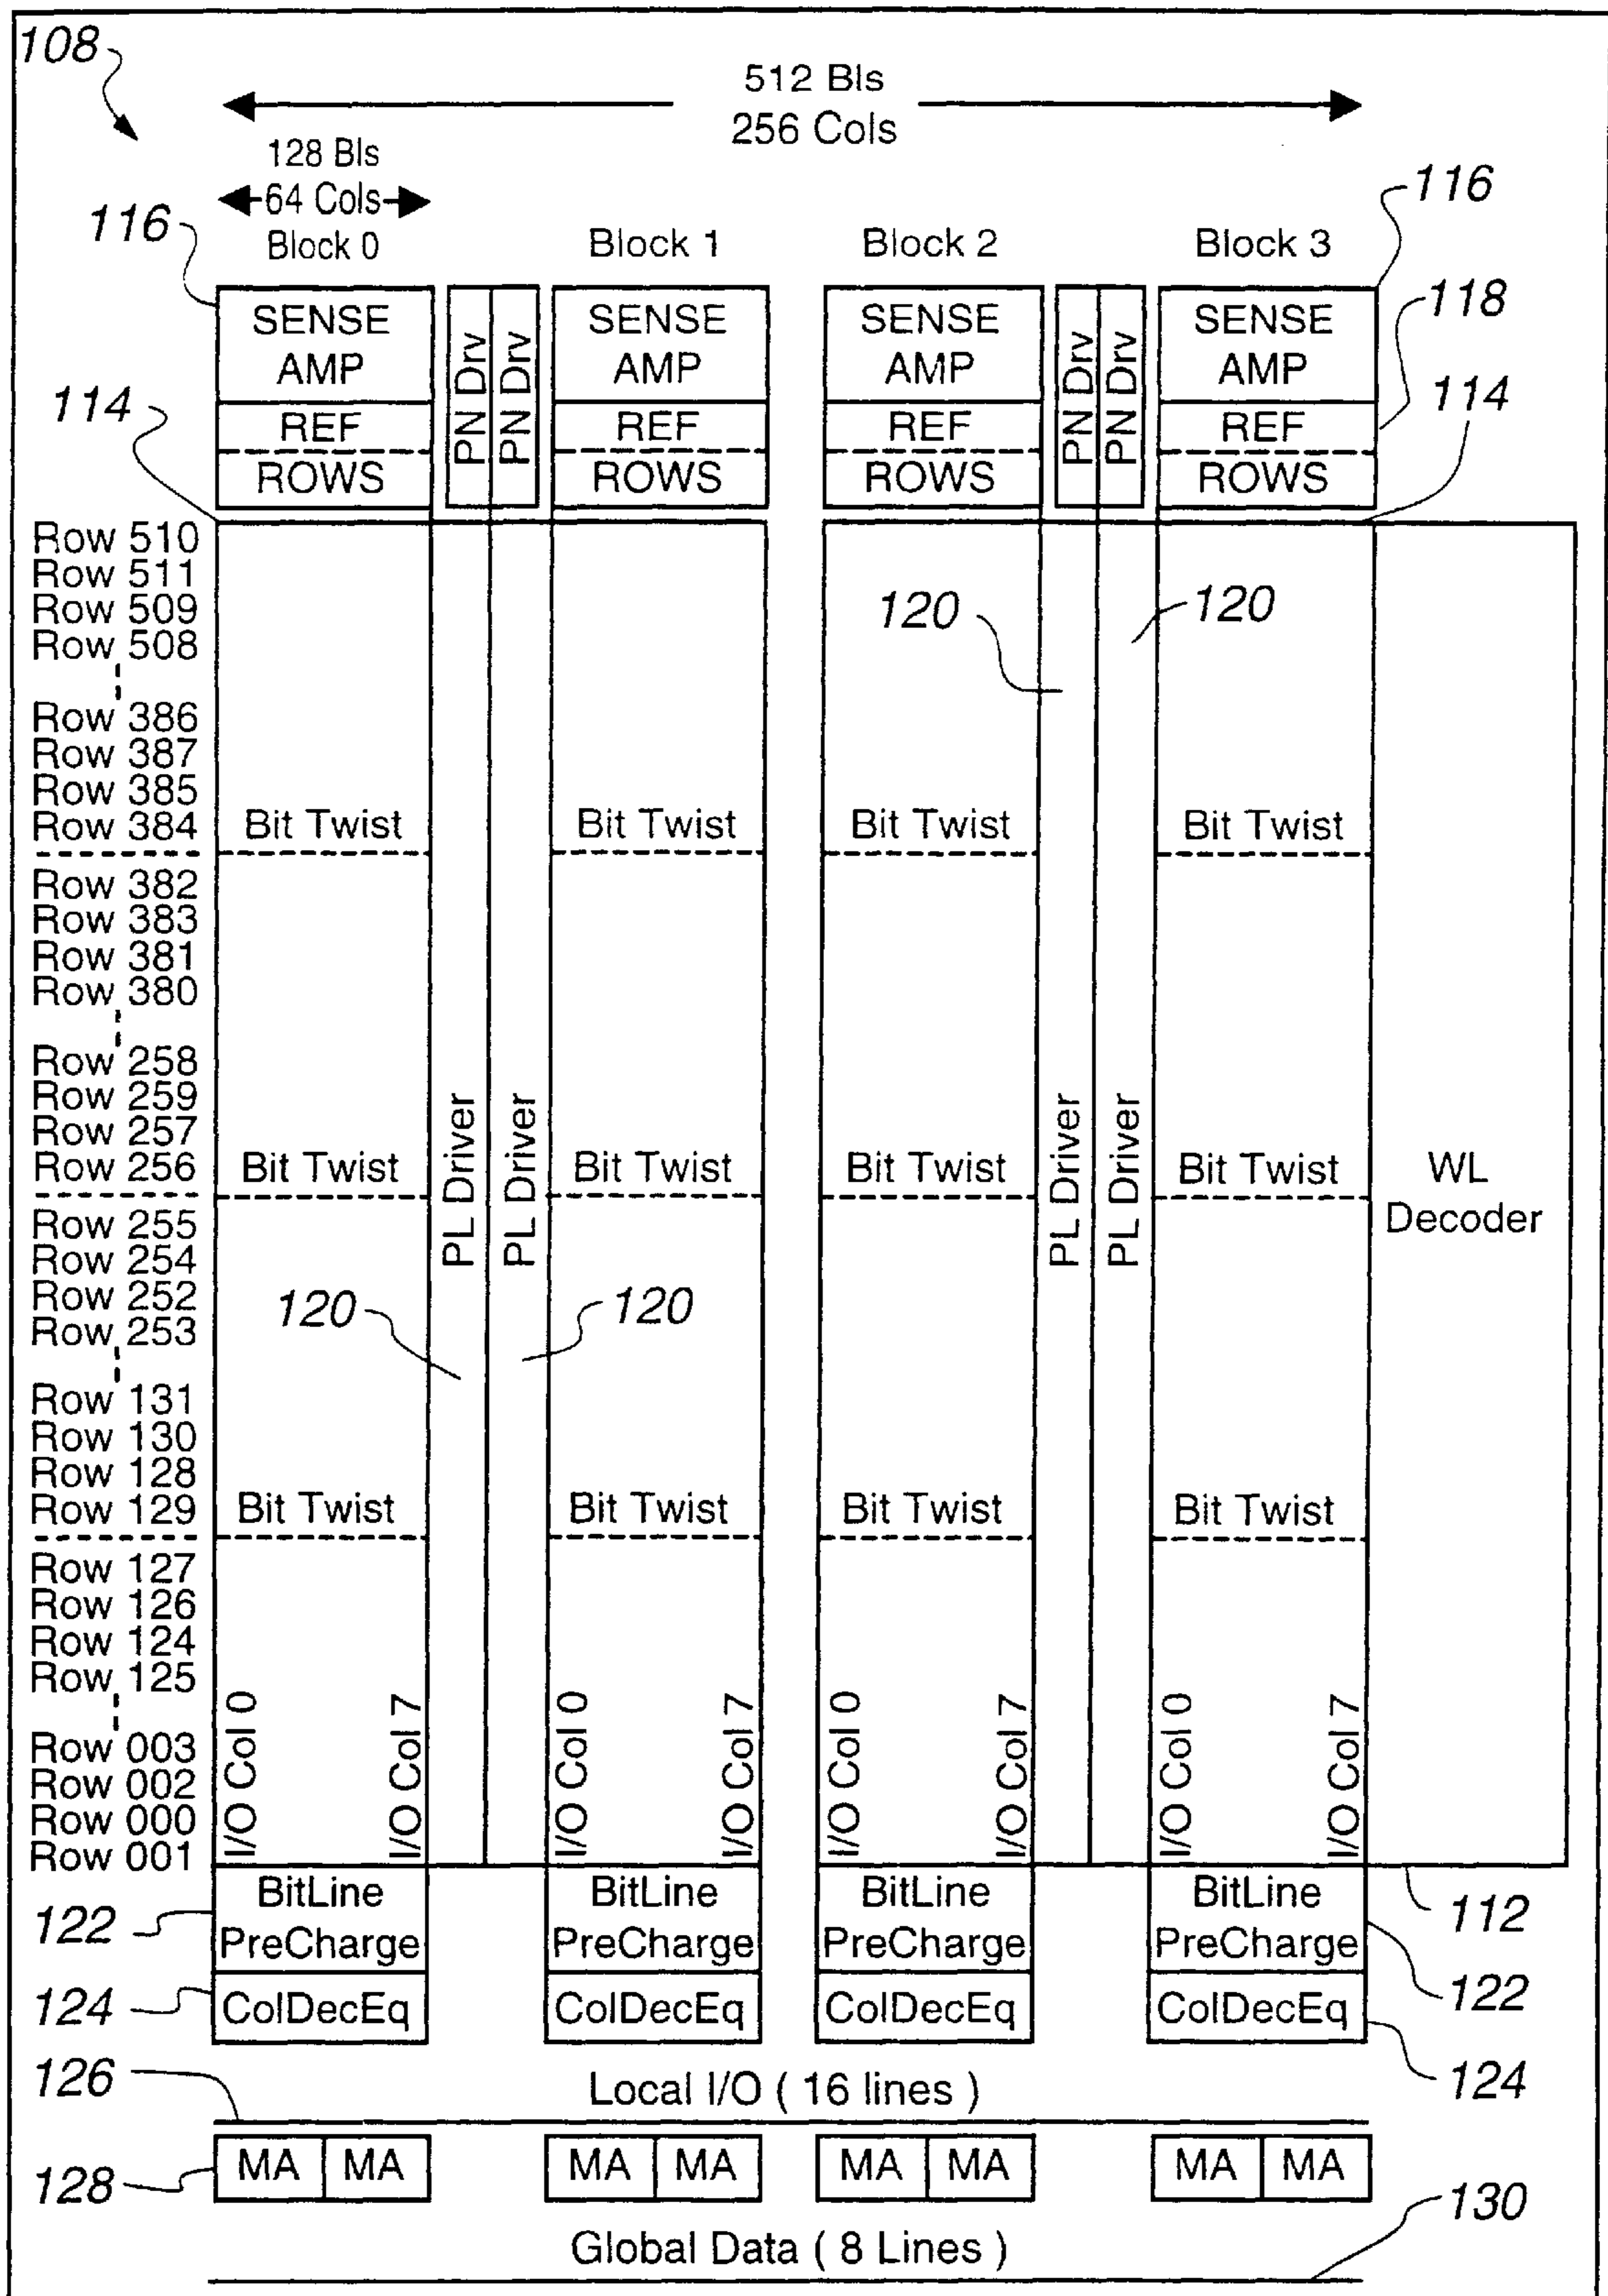 108
512 Bls
256 Cols
128 Bls
64 Cols
116
116
Block 0 Block 1 Block 2 Block 3
118
SENSE AMP PN Drv PN Drv SENSE AMP SENSE AMP PN Drv PN Drv SENSE AMP
114
114
REF REF REF REF
ROWS ROWS ROWS ROWS
Row 510
Row 511
Row 509
120
120
Row 508
Row 386
Row 387
Row 385
Row 384 Bit Twist Bit Twist Bit Twist Bit Twist
Row 382
Row 383
Row 381
Row 380
Row 258
Row 259
Row 257
PL Driver PL Driver PL Driver PL Driver
Row 256 Bit Twist Bit Twist Bit Twist Bit Twist WL
Row 255 Decoder
Row 254
Row 252
120
120
Row 253
Row 131
Row 130
Row 128
Row 129 Bit Twist Bit Twist Bit Twist Bit Twist
Row 127
Row 126
Row 124
Row 125
I/O Col 0 I/O Col 7 I/O Col 0 I/O Col 7 I/O Col 0 I/O Col 7 I/O Col 0 I/O Col 7
Row 003
Row 002
Row 000
Row 001
BitLine BitLine BitLine BitLine
112
122
PreCharge PreCharge PreCharge PreCharge
122
124
ColDecEq ColDecEq ColDecEq ColDecEq
126
Local I/O ( 16 lines )
124
128
MA MA MA MA MA MA MA MA
130
Global Data ( 8 Lines )